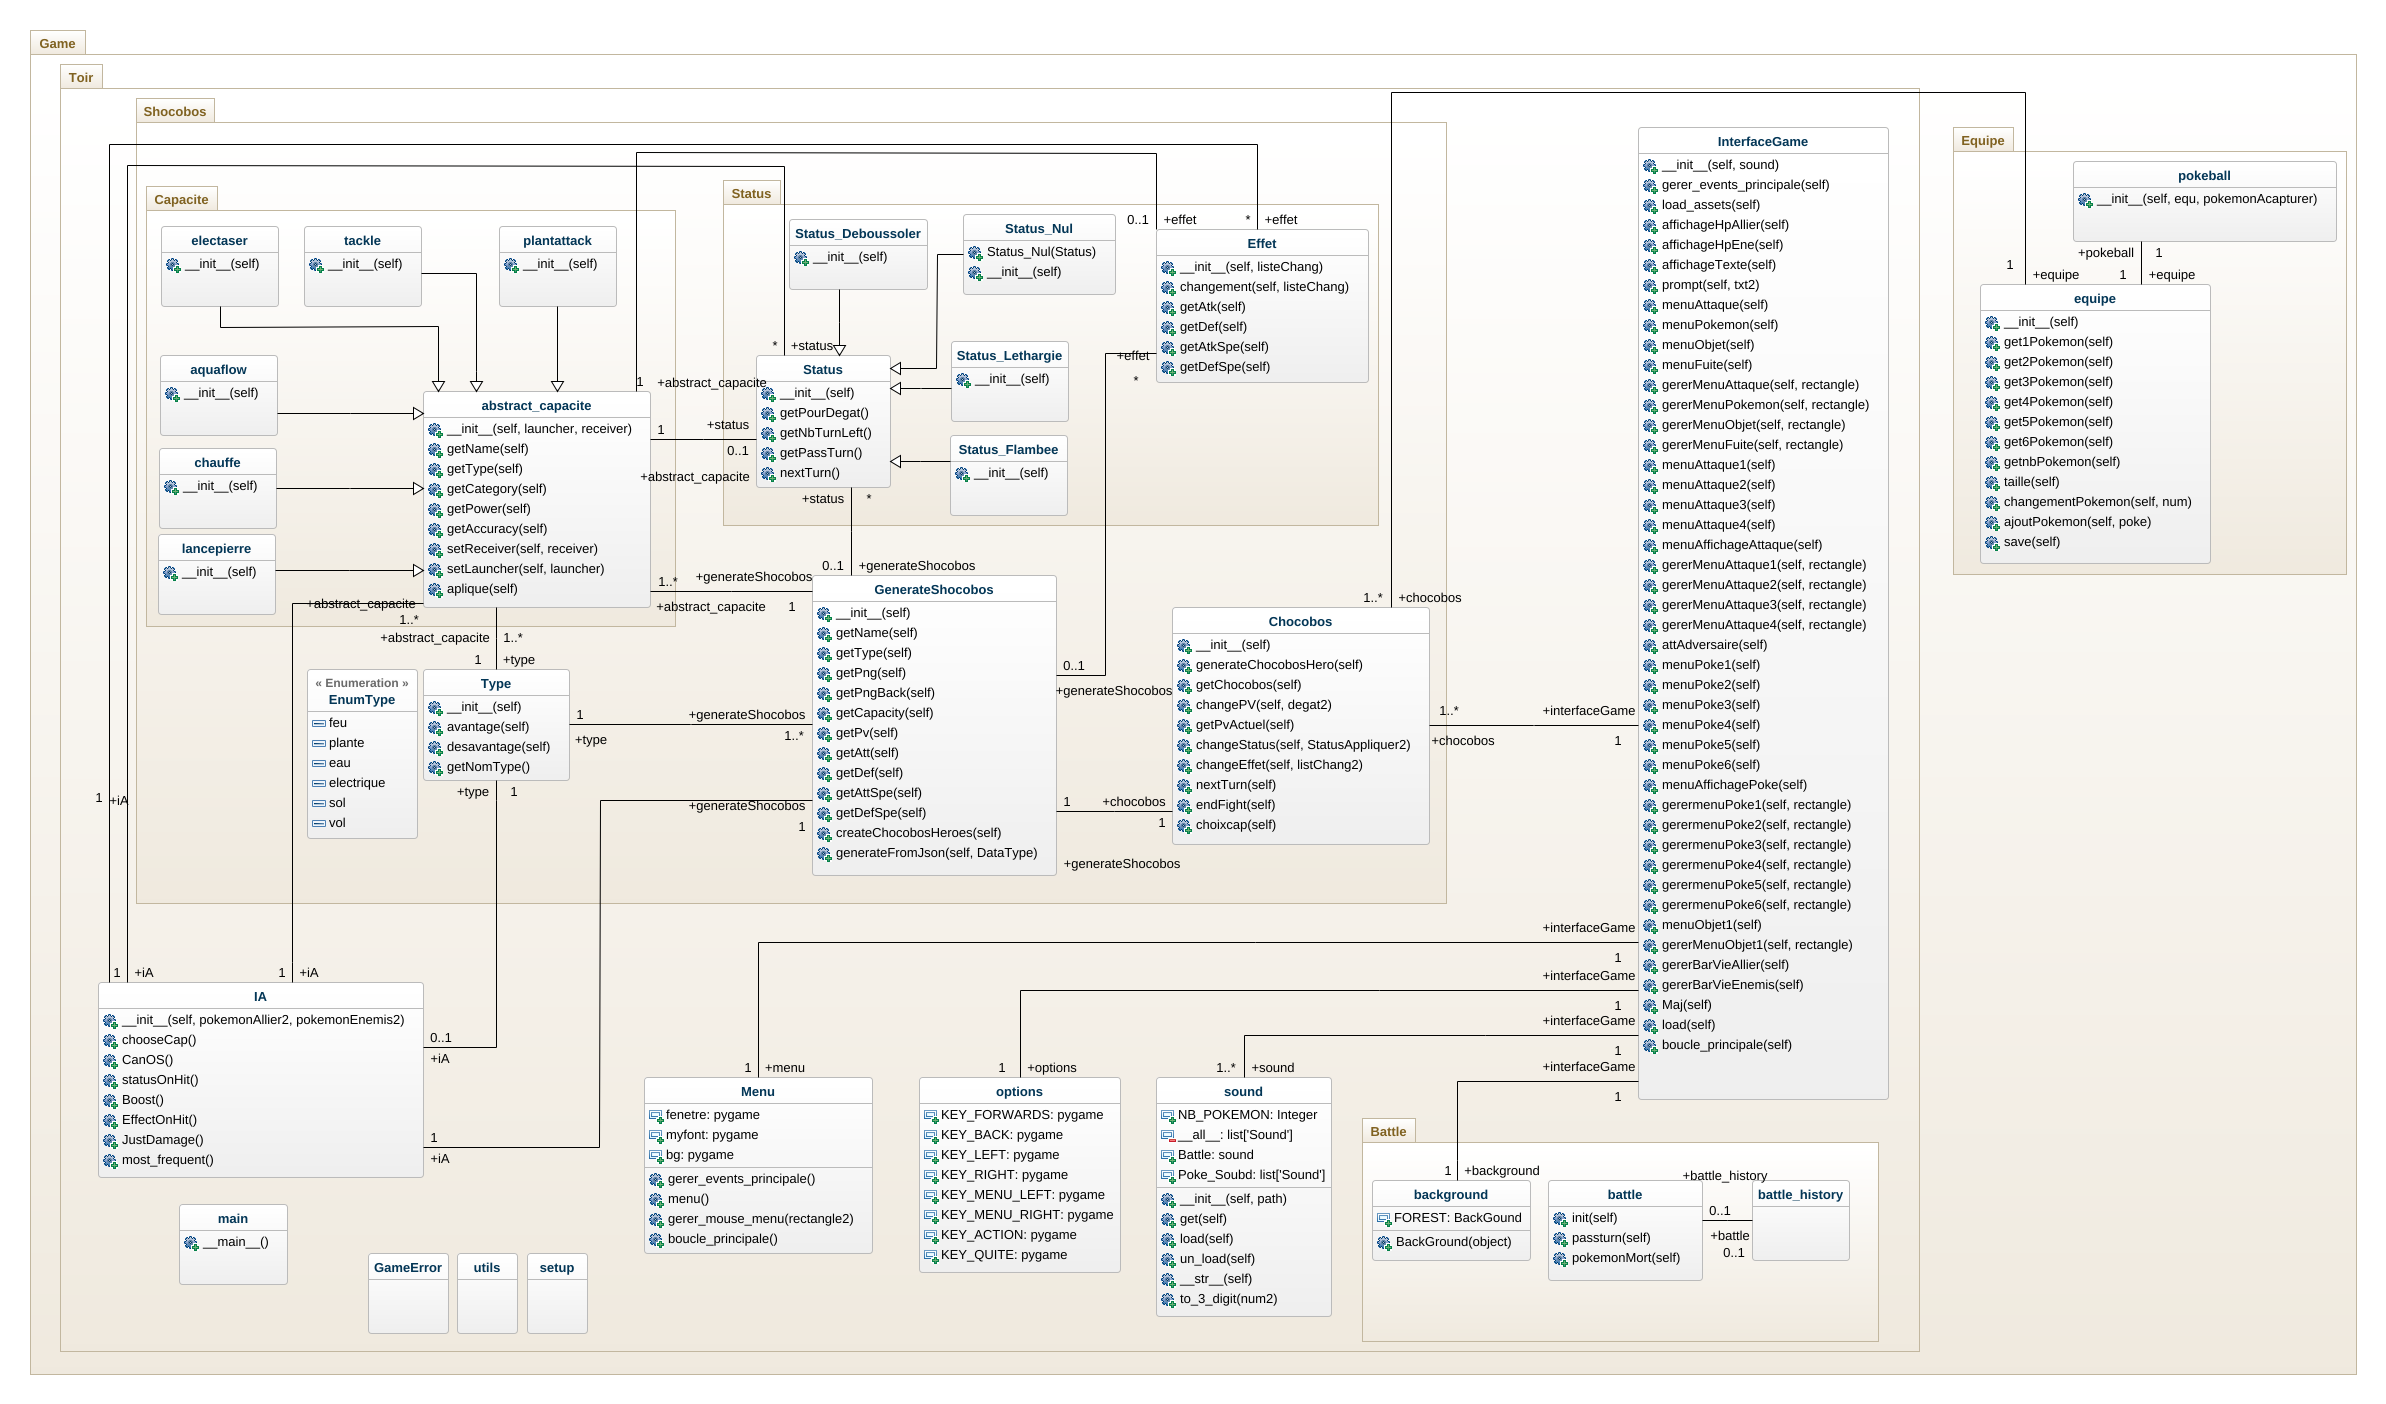 Game
Toir
Shocobos
Capacite
electaser
__init__(self)
tackle
__init__(self)
plantattack
__init__(self)
aquaflow
__init__(self)
chauffe
__init__(self)
lancepierre
__init__(self)
abstract_capacite
__init__(self, launcher, receiver)
getName(self)
getType(self)
getCategory(self)
getPower(self)
getAccuracy(self)
setReceiver(self, receiver)
setLauncher(self, launcher)
aplique(self)
Status
Status_Deboussoler
__init__(self)
Status_Nul
Status_Nul(Status)
__init__(self)
0..1 +effet
* +effet
Effet
__init__(self, listeChang)
changement(self, listeChang)
getAtk(self)
getDef(self)
getAtkSpe(self)
getDefSpe(self)
* +status
Status
__init__(self)
getPourDegat()
getNbTurnLeft()
getPassTurn()
nextTurn()
Status_Lethargie
__init__(self)
Status_Flambee
__init__(self)
+effet
*
1 +abstract_capacite
1 +status
0..1
+abstract_capacite
+status *
0..1 +generateShocobos
1..* +generateShocobos
+abstract_capacite 1
+abstract_capacite
1..*
+abstract_capacite 1..*
1 +type
« Enumeration »
EnumType
feu
plante
eau
electrique
sol
vol
Type
__init__(self)
avantage(self)
desavantage(self)
getNomType()
1 +generateShocobos
+type 1..*
+type 1
+generateShocobos
1
GenerateShocobos
__init__(self)
getName(self)
getType(self)
getPng(self)
getPngBack(self)
getCapacity(self)
getPv(self)
getAtt(self)
getDef(self)
getAttSpe(self)
getDefSpe(self)
createChocobosHeroes(self)
generateFromJson(self, DataType)
0..1
+generateShocobos
1 +chocobos
1
+generateShocobos
1..* +chocobos
Chocobos
__init__(self)
generateChocobosHero(self)
getChocobos(self)
changePV(self, degat2)
getPvActuel(self)
changeStatus(self, StatusAppliquer2)
changeEffet(self, listChang2)
nextTurn(self)
endFight(self)
choixcap(self)
1..* +interfaceGame
+chocobos 1
InterfaceGame
__init__(self, sound)
gerer_events_principale(self)
load_assets(self)
affichageHpAllier(self)
affichageHpEne(self)
affichageTexte(self)
prompt(self, txt2)
menuAttaque(self)
menuPokemon(self)
menuObjet(self)
menuFuite(self)
gererMenuAttaque(self, rectangle)
gererMenuPokemon(self, rectangle)
gererMenuObjet(self, rectangle)
gererMenuFuite(self, rectangle)
menuAttaque1(self)
menuAttaque2(self)
menuAttaque3(self)
menuAttaque4(self)
menuAffichageAttaque(self)
gererMenuAttaque1(self, rectangle)
gererMenuAttaque2(self, rectangle)
gererMenuAttaque3(self, rectangle)
gererMenuAttaque4(self, rectangle)
attAdversaire(self)
menuPoke1(self)
menuPoke2(self)
menuPoke3(self)
menuPoke4(self)
menuPoke5(self)
menuPoke6(self)
menuAffichagePoke(self)
gerermenuPoke1(self, rectangle)
gerermenuPoke2(self, rectangle)
gerermenuPoke3(self, rectangle)
gerermenuPoke4(self, rectangle)
gerermenuPoke5(self, rectangle)
gerermenuPoke6(self, rectangle)
menuObjet1(self)
gererMenuObjet1(self, rectangle)
gererBarVieAllier(self)
gererBarVieEnemis(self)
Maj(self)
load(self)
boucle_principale(self)
Equipe
pokeball
__init__(self, equ, pokemonAcapturer)
+pokeball 1
1 +equipe
1
+equipe
equipe
__init__(self)
get1Pokemon(self)
get2Pokemon(self)
get3Pokemon(self)
get4Pokemon(self)
get5Pokemon(self)
get6Pokemon(self)
getnbPokemon(self)
taille(self)
changementPokemon(self, num)
ajoutPokemon(self, poke)
save(self)
1 +iA
1 +iA
1 +iA
IA
__init__(self, pokemonAllier2, pokemonEnemis2)
chooseCap()
CanOS()
statusOnHit()
Boost()
EffectOnHit()
JustDamage()
most_frequent()
0..1
+iA
1
+iA
+interfaceGame
1
+interfaceGame
1
+interfaceGame
1
+interfaceGame
1
1 +menu
Menu
fenetre: pygame
myfont: pygame
bg: pygame
gerer_events_principale()
menu()
gerer_mouse_menu(rectangle2)
boucle_principale()
1 +options
options
KEY_FORWARDS: pygame
KEY_BACK: pygame
KEY_LEFT: pygame
KEY_RIGHT: pygame
KEY_MENU_LEFT: pygame
KEY_MENU_RIGHT: pygame
KEY_ACTION: pygame
KEY_QUITE: pygame
1..* +sound
sound
NB_POKEMON: Integer
__all__: list['Sound']
Battle: sound
Poke_Soubd: list['Sound']
__init__(self, path)
get(self)
load(self)
un_load(self)
__str__(self)
to_3_digit(num2)
Battle
1 +background
background
FOREST: BackGound
BackGround(object)
battle
init(self)
passturn(self)
pokemonMort(self)
+battle_history
0..1
+battle
0..1
battle_history
main
__main__()
GameError
utils
setup